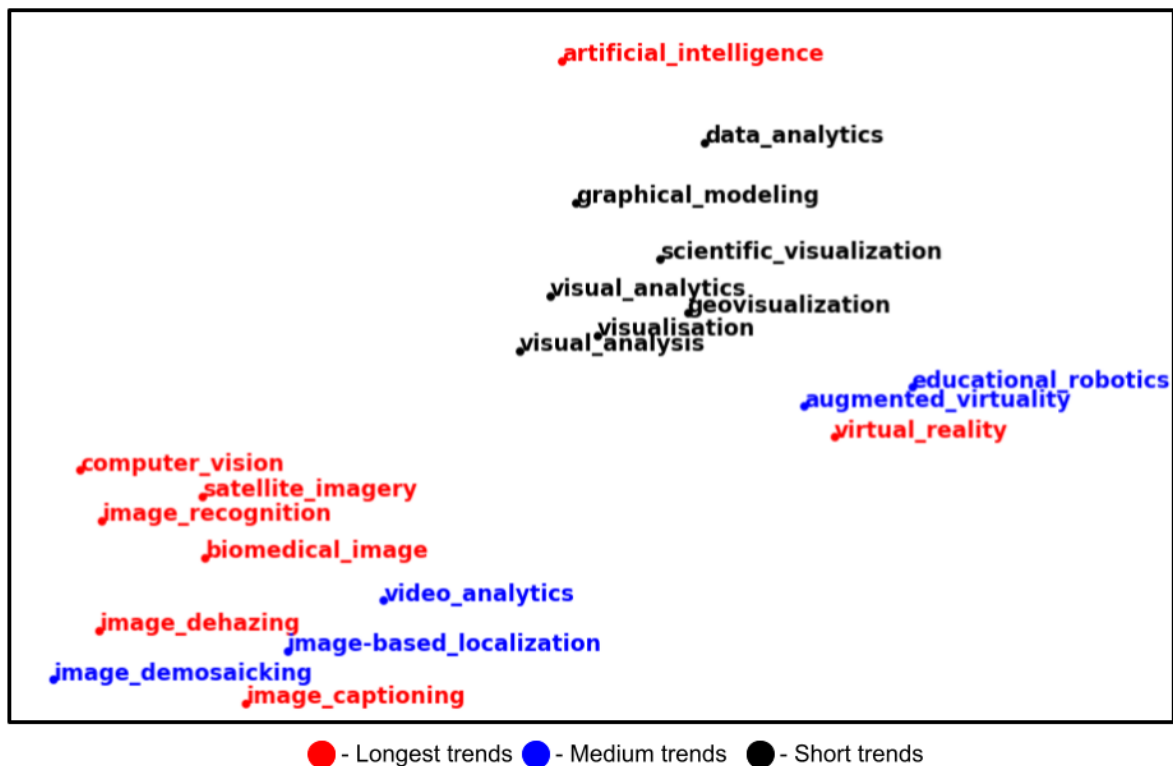 artificial_intelligence
data_analytics
graphical_modeling
scientific_visualization
visual_analytics
geovisualization
visualisation
visual_analysis
educational_robotics
augmented_virtuality
virtual_reality
computer_vision
satellite_imagery
image_recognition
biomedical_image
video_analytics
image_dehazing
image-based_localization
image_demosaicking
image_captioning
- Longest trends - Medium trends - Short trends